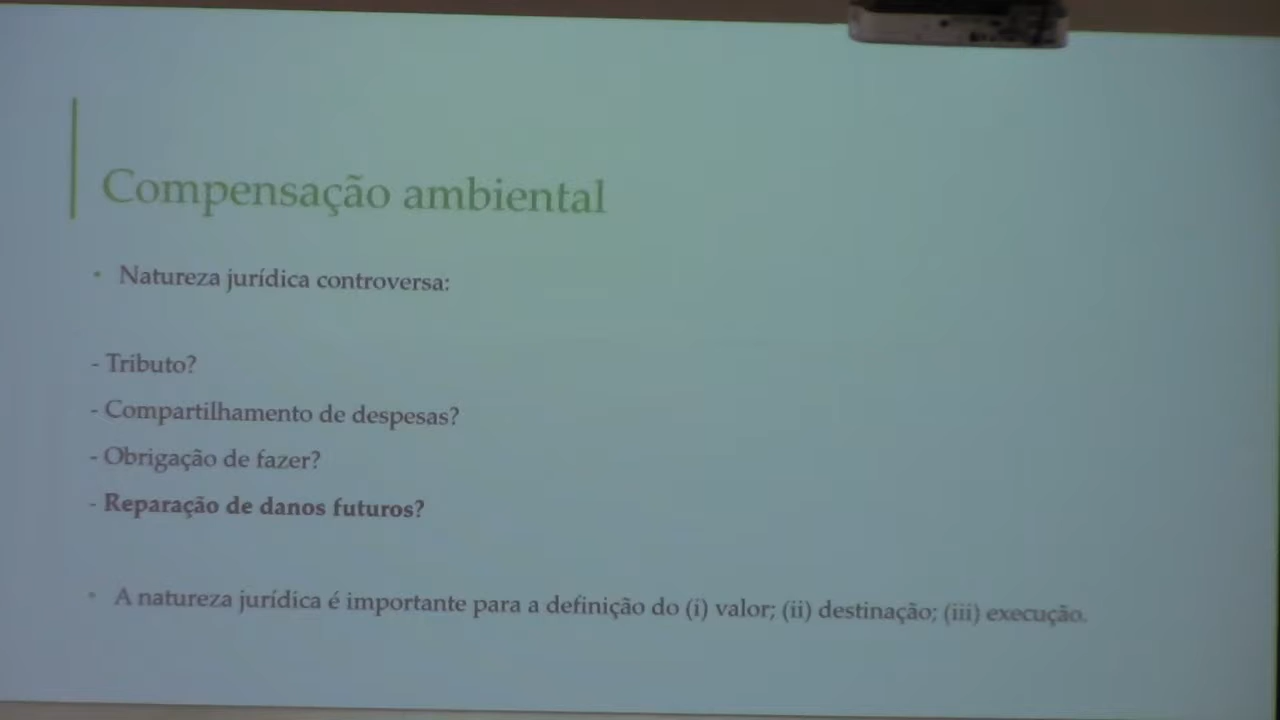 Compensação ambiental
• Natureza jurídica controversa:
- Tributo?
- Compartilhamento de despesas?
- Obrigação de fazer?
- Reparação de danos futuros?
• A natureza jurídica é importante para a definição do (i) valor; (ii) destinação; (iii) execução.